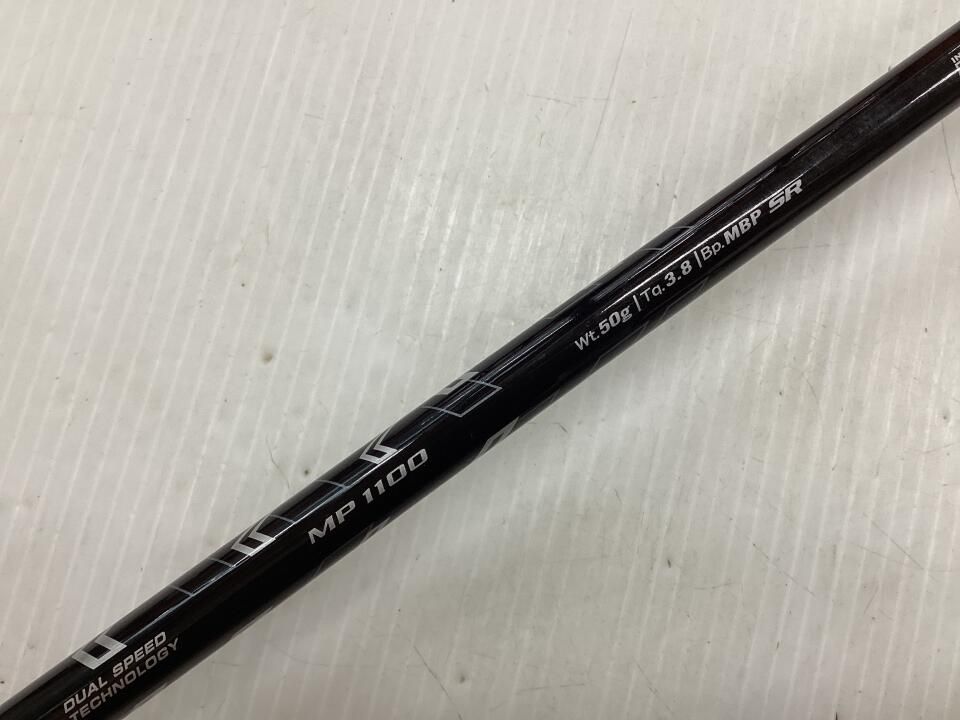 DUAL SPEED
TECHNOLOGY
MP 1100
Wt.50g | Tq.3.8 | Bp.MBP SR